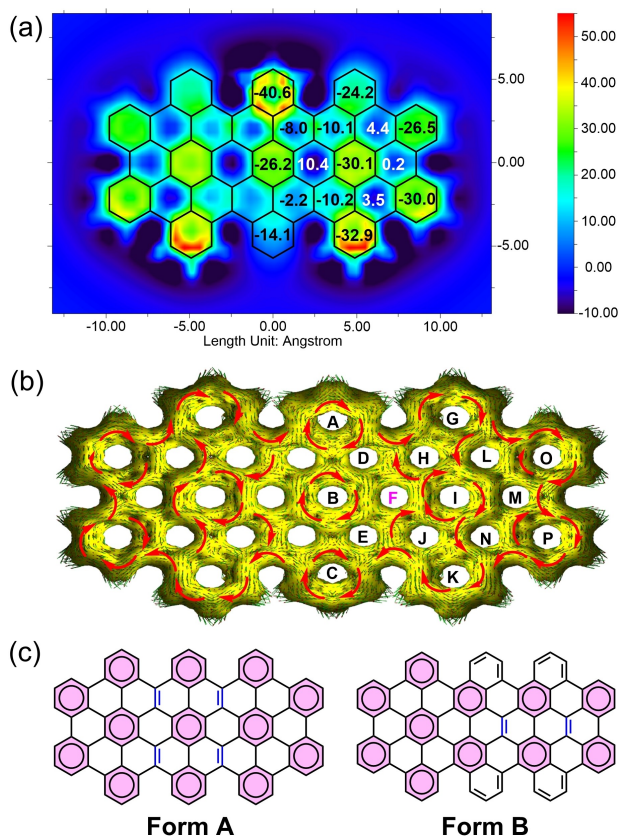 (a)
50.00
-40.6
-24.2
5.00
-8.0 -10.1 4.4 -26.5
40.00
30.00
-26.2 10.4 -30.1 0.2
0.00
20.00
-2.2 -10.2 3.5 -30.0
10.00
-14.1 -32.9
-5.00
0.00
-10.00
-10.00 -5.00 0.00 5.00 10.00
Length Unit: Angstrom
(b)
A G
D H L O
B F I M
E J N P
C K
(c)
Form A Form B